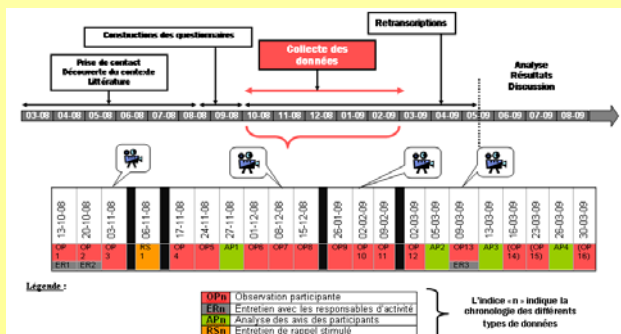 Retranscriptions
Constructions des questionnaires
Collecte des
données
Prise de contact
Découverte du contexte
Littérature
Analyse
Résultats
Discussion
03-08 04-08 05-08 06-08 07-08 08-08 09-08 10-08 11-08 12-08 01-09 02-09 03-09 04-09 05-09 06-09 07-09 08-09
13-10-08 20-10-08 03-11-08 06-11-08 17-11-08 24-11-08 27-11-08 01-12-08 08-12-08 15-12-08 26-01-09 02-02-09 09-02-09 02-03-09 05-03-09 09-03-09 13-03-09 16-03-09 23-03-09 26-03-09 30-03-09
OP 1 OP 2 OP 3 RS 1 OP 4 OP5 AP1 OP6 OP7 OP8 OP9 OP 10 OP 11 OP 12 AP2 OP13 AP3 (OP 14) (OP 15) AP4 (OP 16)
ER1 ER2 ER3
Légende :
OPn Observation participante
ERn Entretien avec les responsables d'activité
APn Analyse des avis des participants
RSn Entretien de rappel stimulé
L'indice « n » indique la
chronologie des différents
types de données